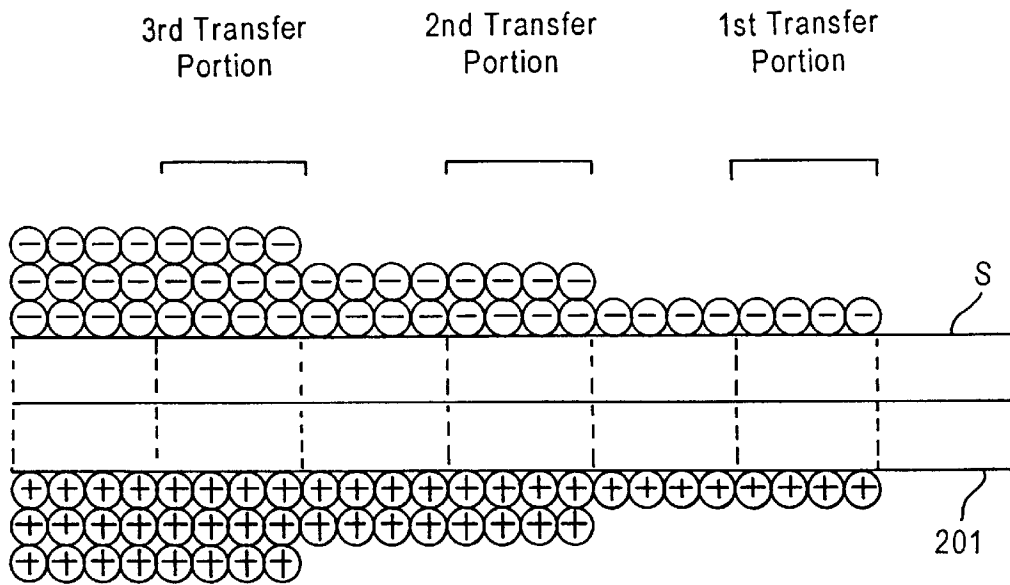 3rd Transfer
Portion
2nd Transfer
Portion
1st Transfer
Portion
S
201